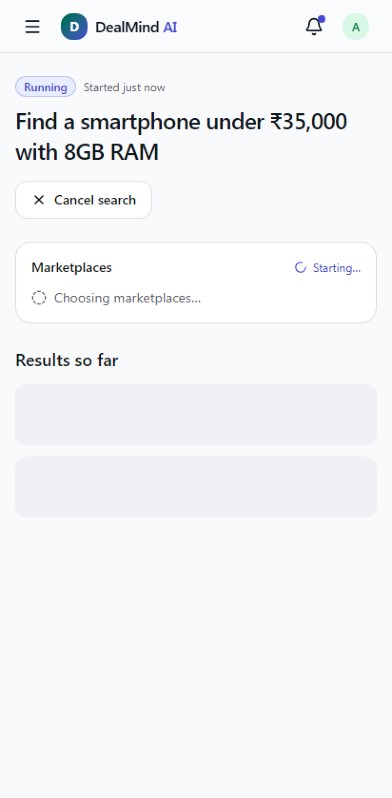 D DealMind AI A
Running Started just now
Find a smartphone under ₹35,000
with 8GB RAM
Cancel search
Marketplaces Starting...
Choosing marketplaces...
Results so far